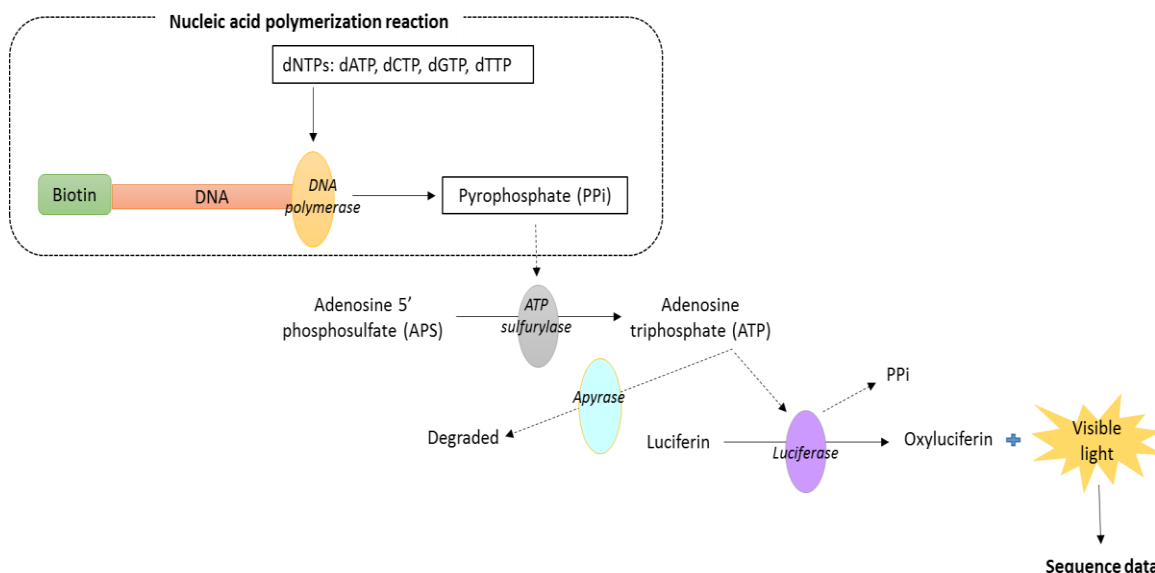 Nucleic acid polymerization reaction
dNTPs: dATP, dCTP, dGTP, dTTP
Biotin
DNA
DNA
polymerase
Pyrophosphate (PPi)
Adenosine 5’
phosphosulfate (APS)
ATP
sulfurylase
Adenosine
triphosphate (ATP)
Apyrase
Degraded
PPi
Luciferin
Luciferase
Oxyluciferin
Visible
light
Sequence data